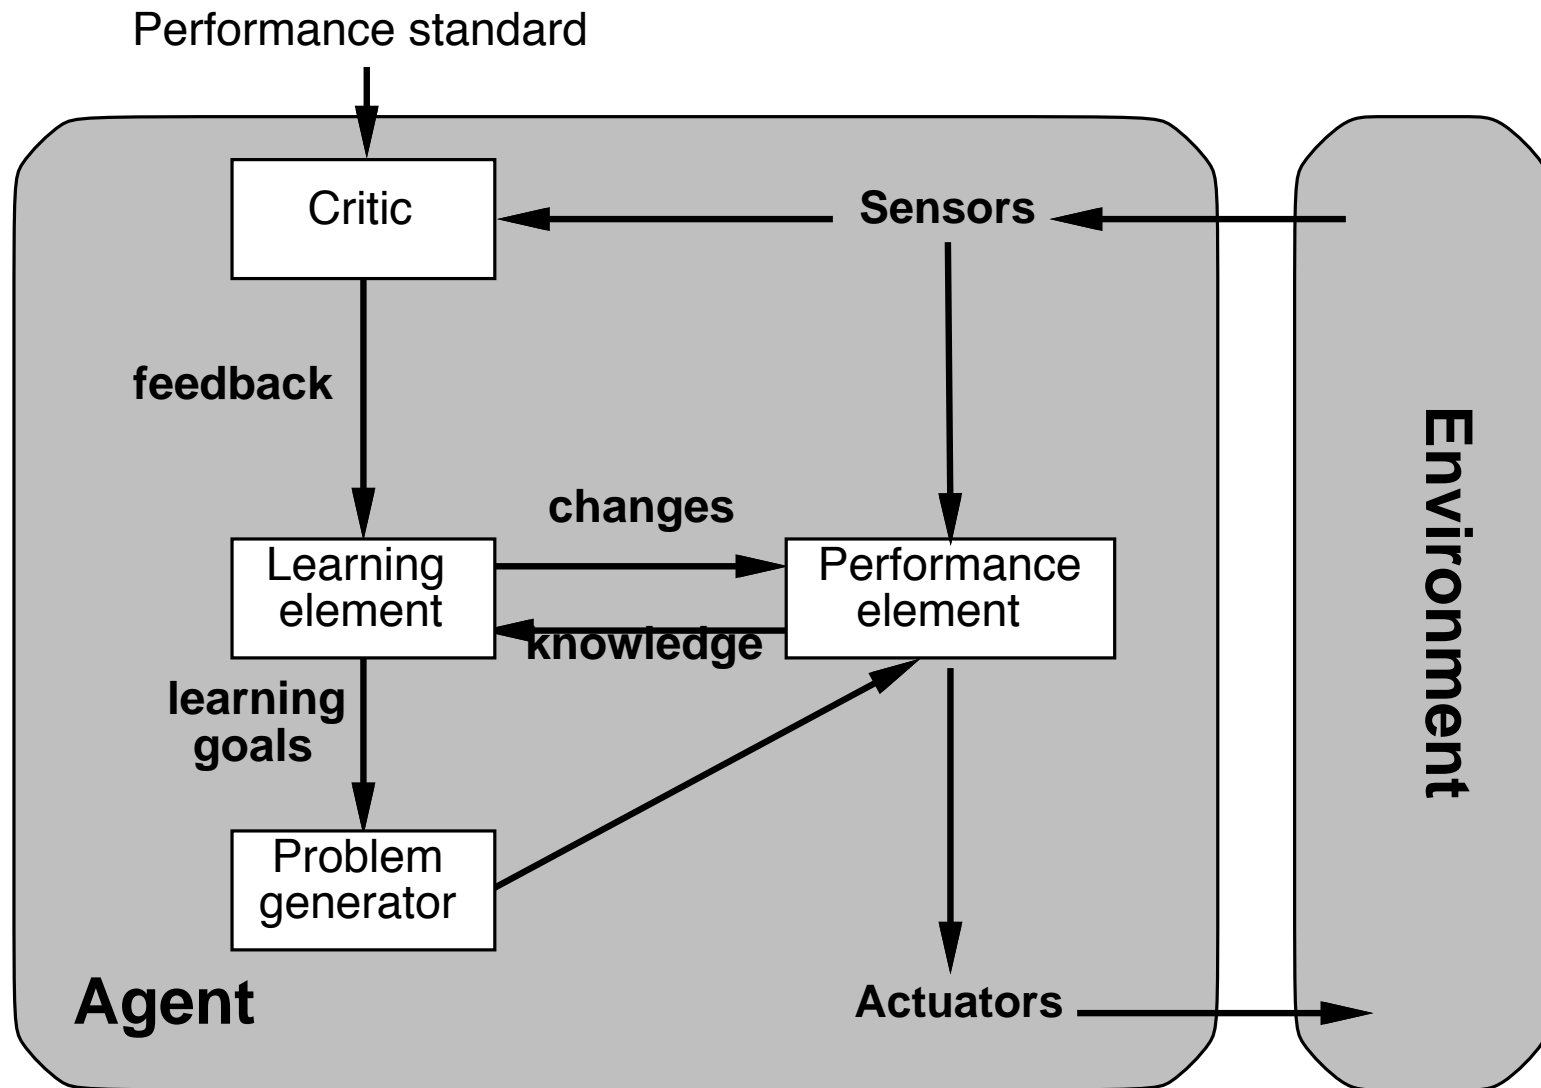 Performance standard
Critic
Sensors
feedback
changes
Learning
element
Performance
element
knowledge
learning
goals
Problem
generator
Agent
Actuators
Environment